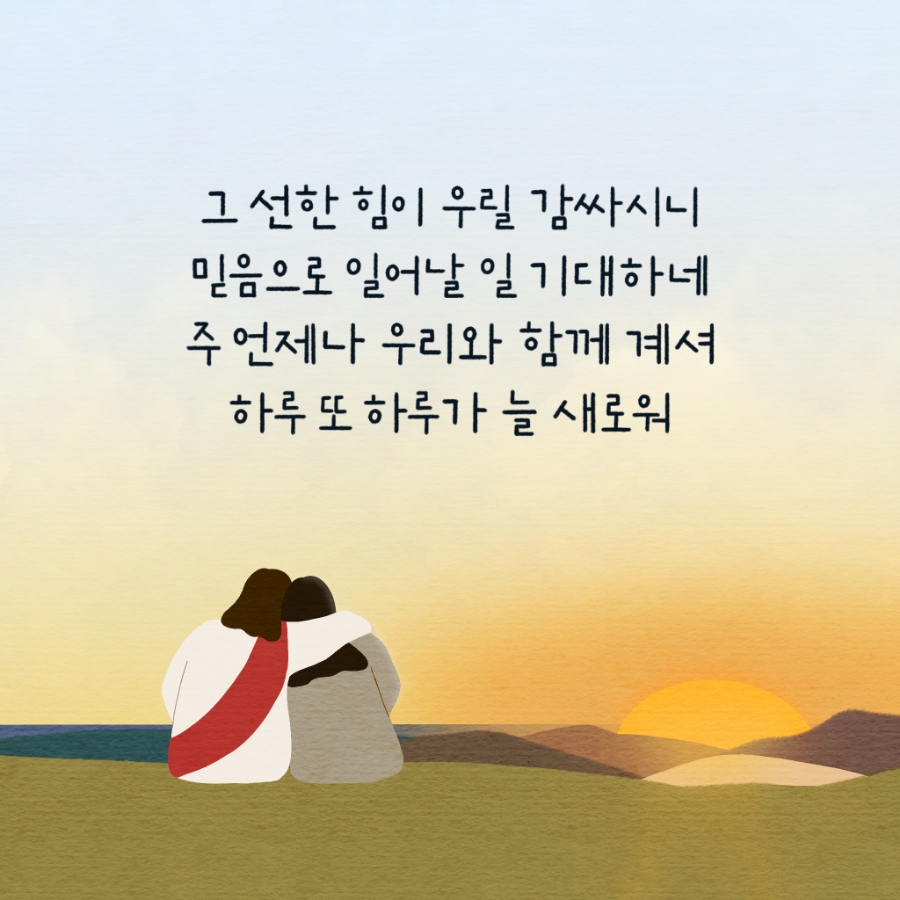 그 선한 힘이 우릴 감싸시니
믿음으로 일어날 일 기대하네
주 언제나 우리와 함께 계셔
하루 또 하루가 늘 새로워